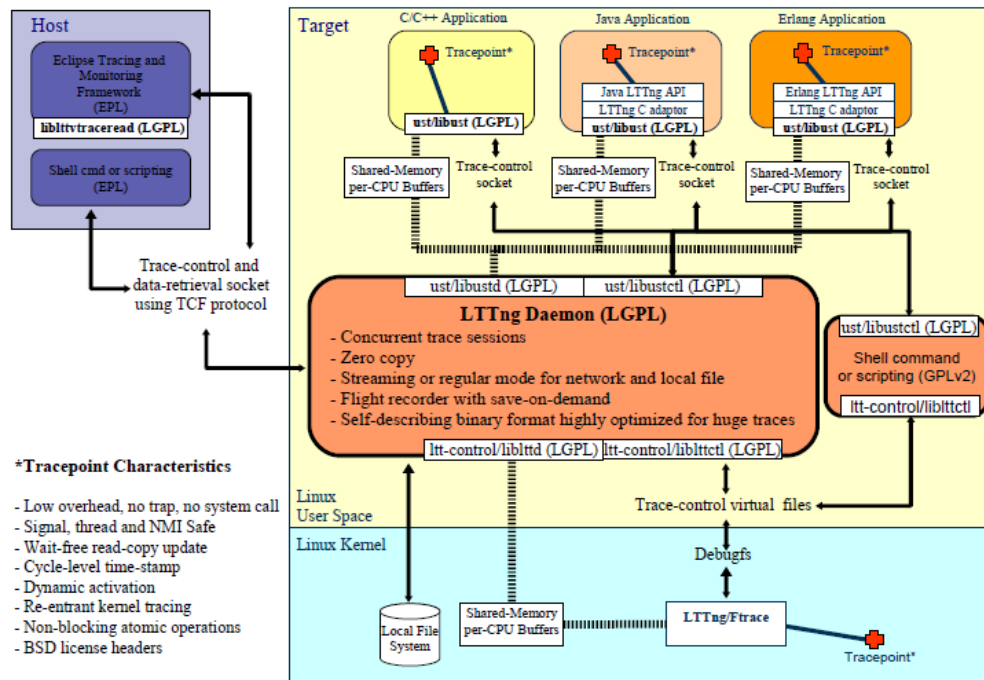 Host
Eclipse Tracing and
Monitoring
Framework
(EPL)
liblttvtraceread (LGPL)
Shell cmd or scripting
(EPL)
Trace-control and
data-retrieval socket
using TCF protocol
*Tracepoint Characteristics
- Low overhead, no trap, no system call
- Signal, thread and NMI Safe
- Wait-free read-copy update
- Cycle-level time-stamp
- Dynamic activation
- Re-entrant kernel tracing
- Non-blocking atomic operations
- BSD license headers
Target
C/C++ Application
Tracepoint*
ust/libust (LGPL)
Shared-Memory
per-CPU Buffers
Trace-control
socket
Java Application
Tracepoint*
Java LTTng API
LTTng C adaptor
ust/libust (LGPL)
Shared-Memory
per-CPU Buffers
Trace-control
socket
Erlang Application
Tracepoint*
Erlang LTTng API
LTTng C adaptor
ust/libust (LGPL)
Shared-Memory
per-CPU Buffers
Trace-control
socket
ust/libustd (LGPL)
ust/libustctl (LGPL)
LTTng Daemon (LGPL)
- Concurrent trace sessions
- Zero copy
- Streaming or regular mode for network and local file
- Flight recorder with save-on-demand
- Self-describing binary format highly optimized for huge traces
ltt-control/liblttd (LGPL)
ltt-control/liblttctl (LGPL)
ust/libustctl (LGPL)
Shell command
or scripting (GPLv2)
ltt-control/liblttctl
Linux
User Space
Trace-control virtual files
Linux Kernel
Debugfs
Local File
System
Shared-Memory
per-CPU Buffers
LTTng/Ftrace
Tracepoint*